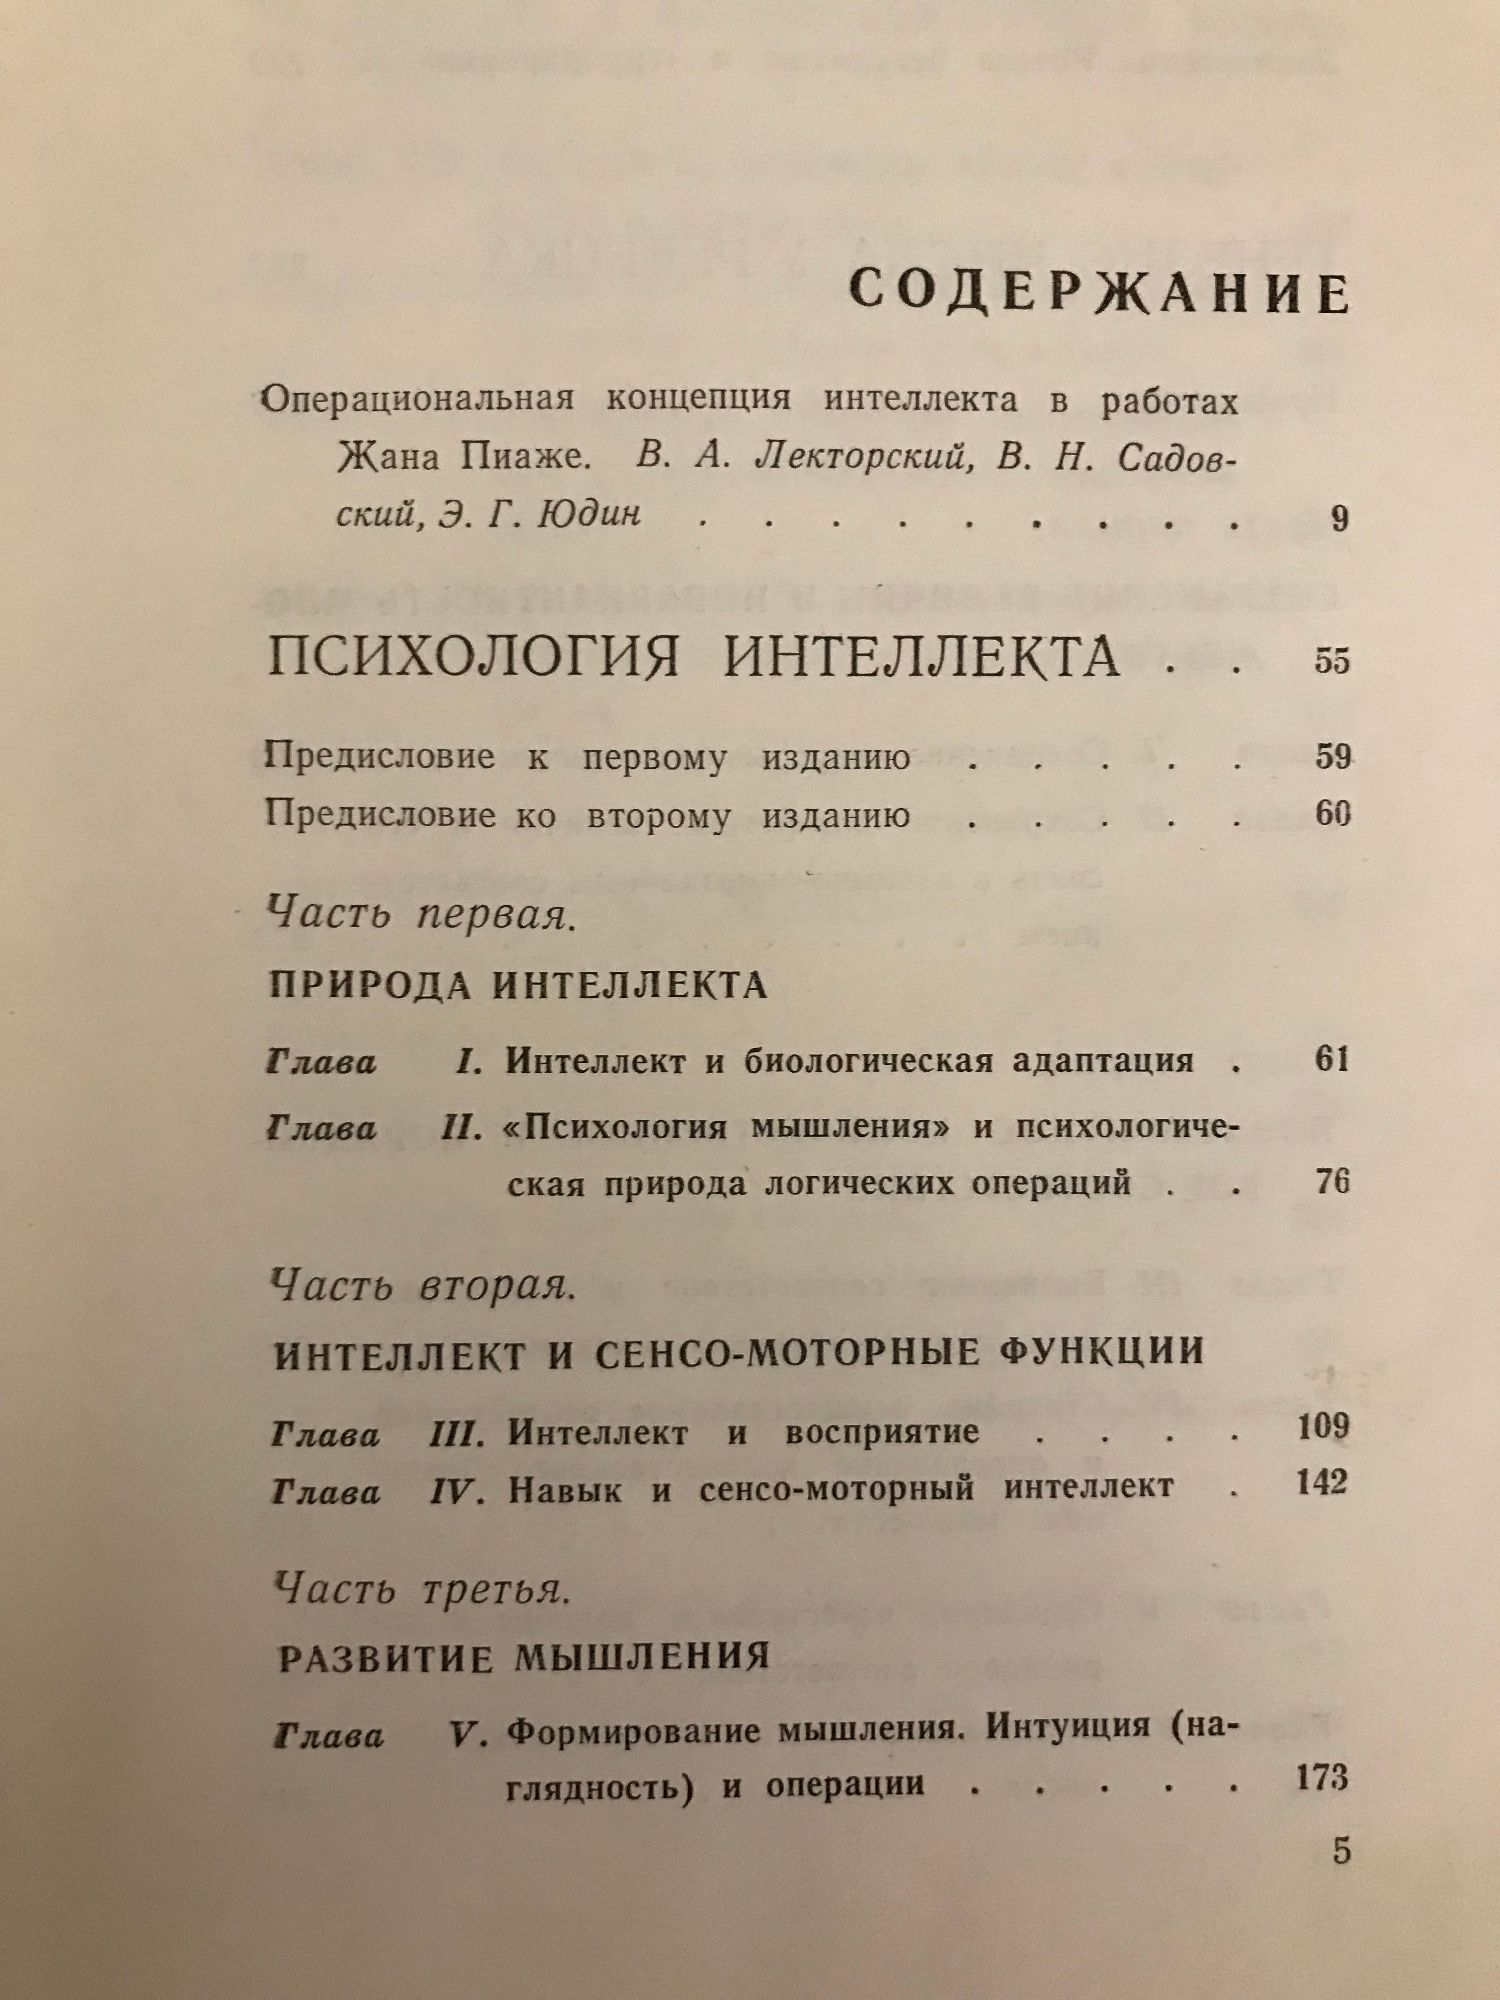 СОДЕРЖАНИЕ
Операциональная концепция интеллекта в работах
Жана Пиаже. В. А. Лекторский, В. Н. Садов-
ский, Э. Г. Юдин . . . . . . . . . 9
ПСИХОЛОГИЯ ИНТЕЛЛЕКТА . . 55
Предисловие к первому изданию . . . . . 59
Предисловие ко второму изданию . . . . . 60
Часть первая.
ПРИРОДА ИНТЕЛЛЕКТА
Глава I. Интеллект и биологическая адаптация . 61
Глава II. «Психология мышления» и психологиче-
ская природа логических операций . . 76
Часть вторая.
ИНТЕЛЛЕКТ И СЕНСО-МОТОРНЫЕ ФУНКЦИИ
Глава III. Интеллект и восприятие . . . . 109
Глава IV. Навык и сенсо-моторный интеллект . 142
Часть третья.
РАЗВИТИЕ МЫШЛЕНИЯ
Глава V. Формирование мышления. Интуиция (на-
глядность) и операции . . . . . 173
5